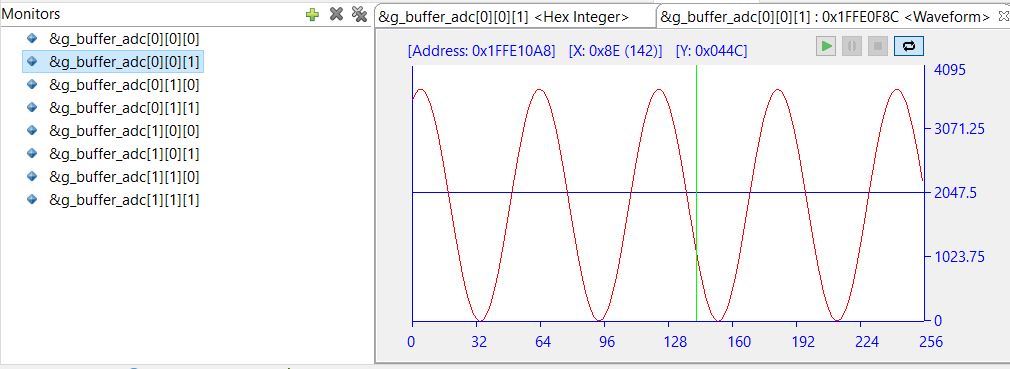 Monitors
&g_buffer_adc[0][0][0]
&g_buffer_adc[0][0][1]
&g_buffer_adc[0][1][0]
&g_buffer_adc[0][1][1]
&g_buffer_adc[1][0][0]
&g_buffer_adc[1][0][1]
&g_buffer_adc[1][1][0]
&g_buffer_adc[1][1][1]
&g_buffer_adc[0][0][1] <Hex Integer>
&g_buffer_adc[0][0][1] : 0x1FFE0F8C <Waveform>
[Address: 0x1FFE10A8] [X: 0x8E (142)] [Y: 0x044C]
4095
3071.25
2047.5
1023.75
0
0 32 64 96 128 160 192 224 256